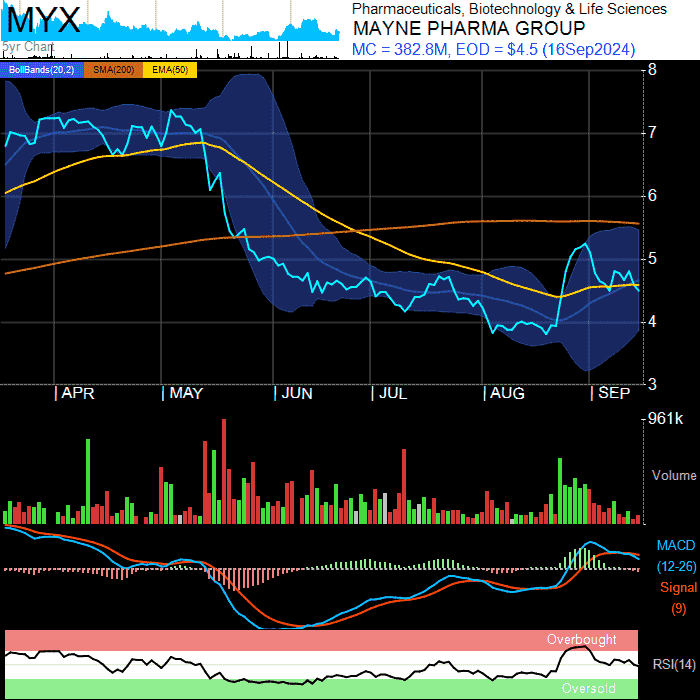 MYX
Pharmaceuticals, Biotechnology & Life Sciences
MAYNE PHARMA GROUP
5yr Chart
MC = 382.8M, EOD = $4.5 (16Sep2024)
BollBands(20,2) SMA(200) EMA(50)
8
7
6
5
4
3
APR MAY JUN JUL AUG SEP
961k
Volume
MACD
(12-26)
Signal
(9)
Overbought
RSI(14)
Oversold